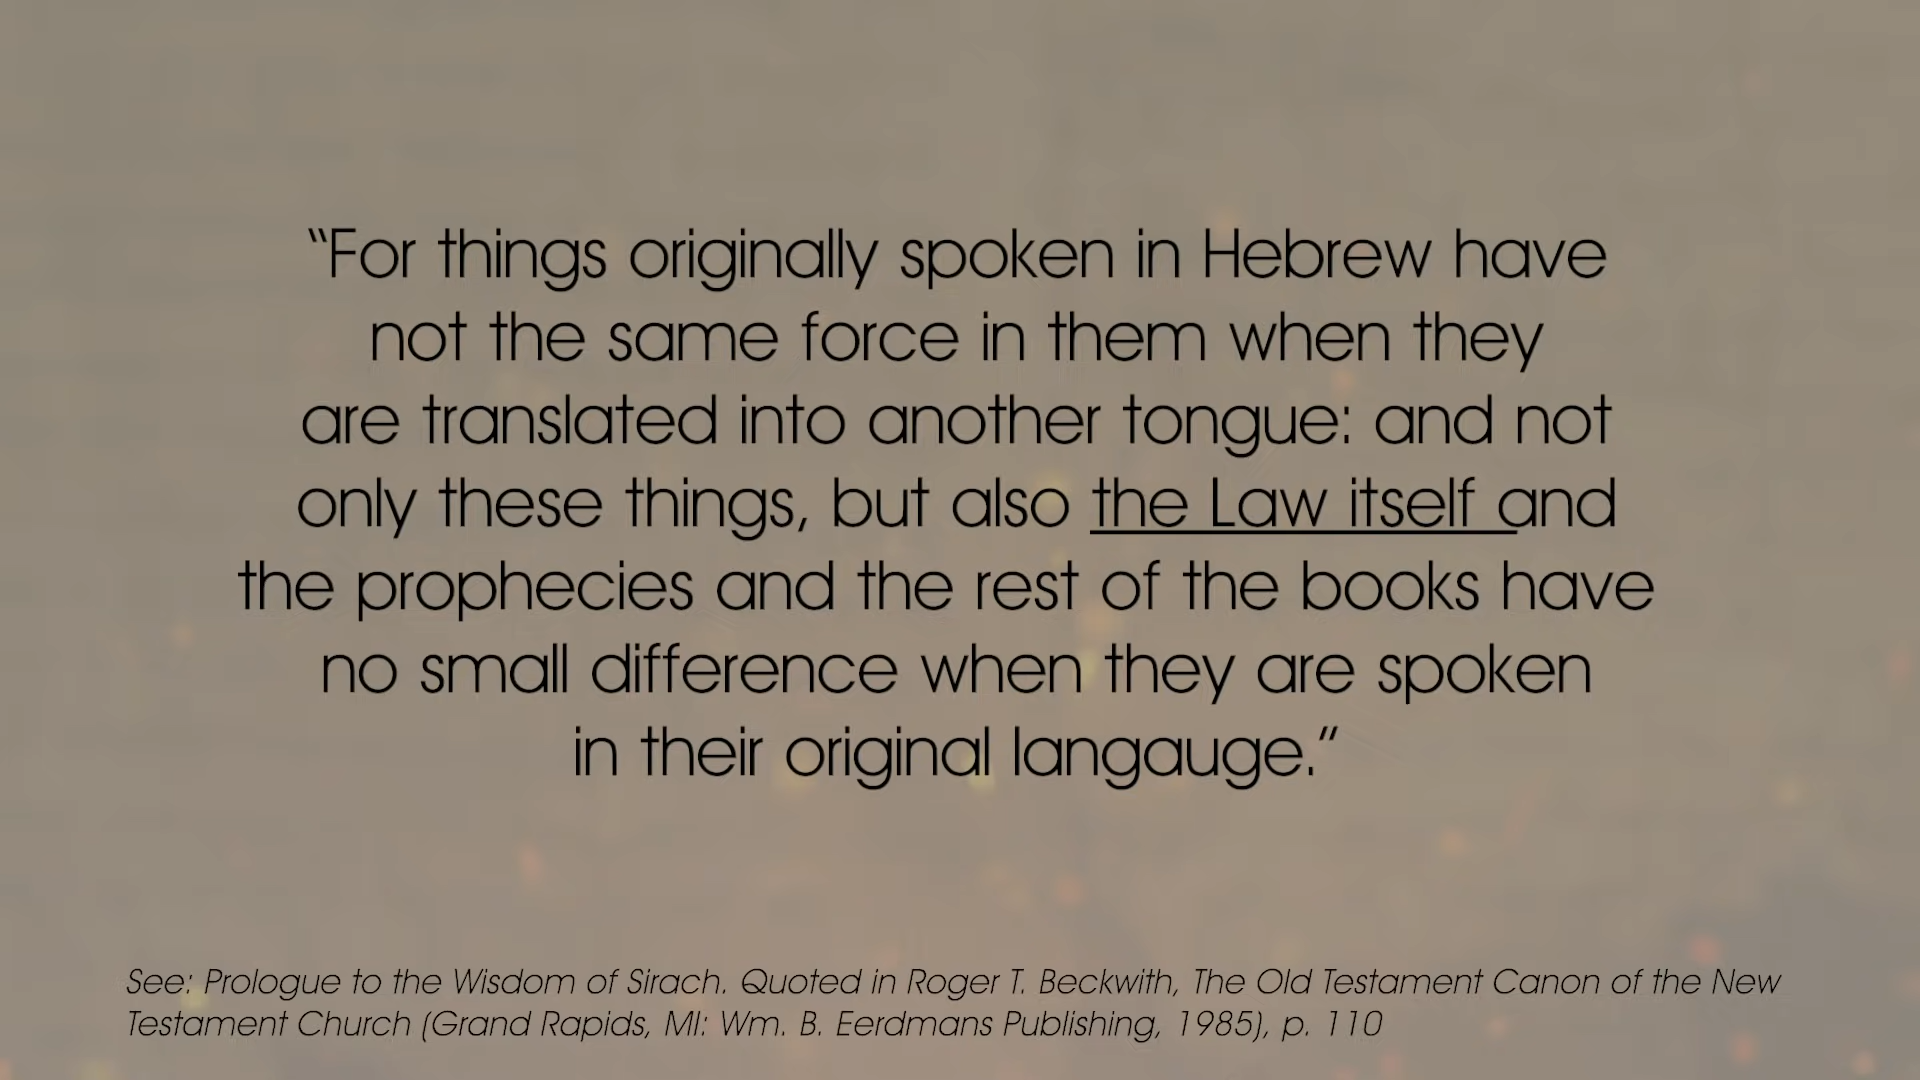 “For things originally spoken in Hebrew have
not the same force in them when they
are translated into another tongue: and not
only these things, but also the Law itself and
the prophecies and the rest of the books have
no small difference when they are spoken
in their original langauge.”
See: Prologue to the Wisdom of Sirach. Quoted in Roger T. Beckwith, The Old Testament Canon of the New
Testament Church (Grand Rapids, MI: Wm. B. Eerdmans Publishing, 1985), p. 110